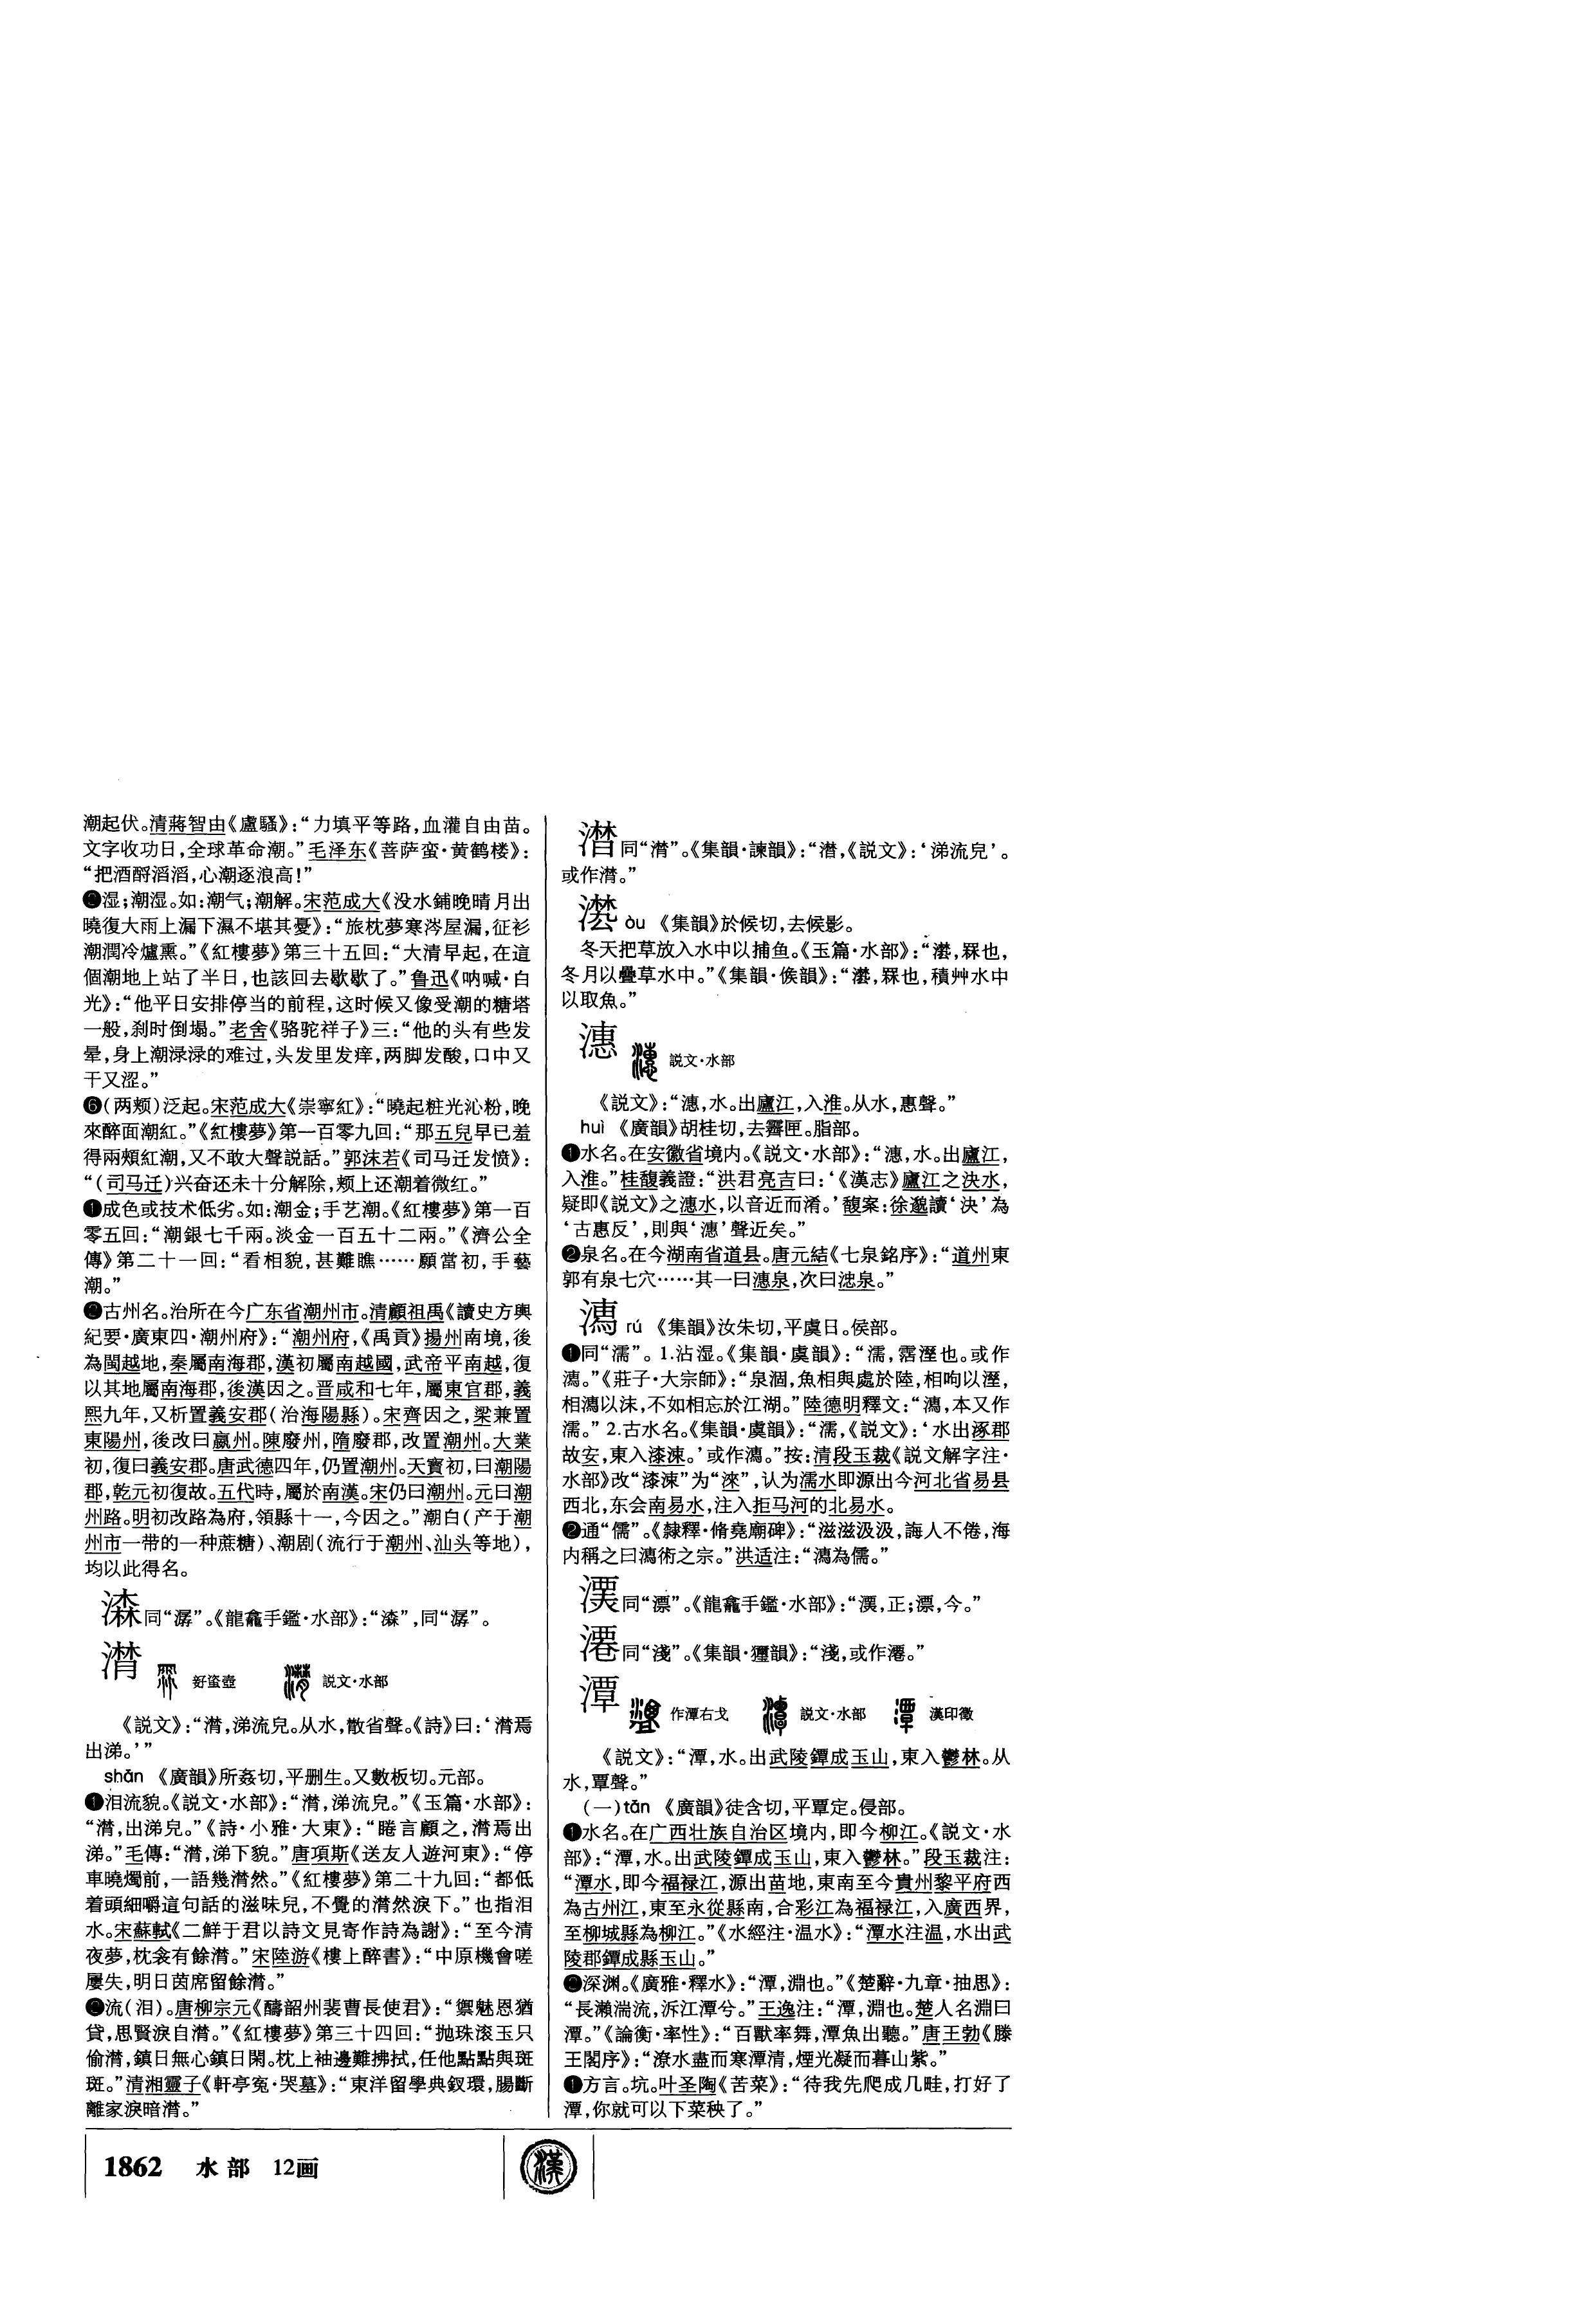 潮起伏。清蔣智由《盧騷》：“力填平等路，血灌自由苗。
文字收功日，全球革命潮。”毛泽东《菩萨蛮·黄鹤楼》：
“把酒酹滔滔，心潮逐浪高！”
湿；潮湿。如：潮气；潮解。宋范成大《没水鋪晚晴月出
曉復大雨上漏下濕不堪其憂》：“旅枕夢寒涔屋漏，征衫
潮潤冷爐熏。”《紅樓夢》第三十五回：“大清早起，在這
個潮地上站了半日，也該回去歇歇了。”鲁迅《呐喊·白
光》：“他平日安排停当的前程，这时候又像受潮的糖塔
一般，刹时倒塌。”老舍《骆驼祥子》三：“他的头有些发
晕，身上潮渌渌的难过，头发里发痒，两脚发酸，口中又
干又涩。”
❻（两颊）泛起。宋范成大《崇寧紅》：“曉起粧光沁粉，晚
來醉面潮紅。”《紅樓夢》第一百零九回：“那五兒早已羞
得兩頰紅潮，又不敢大聲説話。”郭沫若《司马迁发愤》：
“（司马迁）兴奋还未十分解除，颊上还潮着微红。”
成色或技术低劣。如：潮金；手艺潮。《紅樓夢》第一百
零五回：“潮銀七千兩。淡金一百五十二兩。”《濟公全
傳》第二十一回：“看相貌，甚難瞧……願當初，手藝
潮。”
古州名。治所在今广东省潮州市。清顧祖禹《讀史方輿
紀要·廣東四·潮州府》：“潮州府，《禹貢》揚州南境，後
為閩越地，秦屬南海郡，漢初屬南越國，武帝平南越，復
以其地屬南海郡，後漢因之。晋咸和七年，屬東官郡，義
熙九年，又析置義安郡（治海陽縣）。宋齊因之，梁兼置
東陽州，後改曰瀛州。陳廢州，隋廢郡，改置潮州。大業
初，復曰義安郡。唐武德四年，仍置潮州。天寳初，曰潮陽
郡，乾元初復故。五代時，屬於南漢。宋仍曰潮州。元曰潮
州路。明初改路為府，領縣十一，今因之。”潮白（产于潮
州市一带的一种蔗糖）、潮剧（流行于潮州、汕头等地），
均以此得名。
潹同“潺”。《龍龕手鑑·水部》：“潹”，同“潺”。
潸 𧊒壺 説文·水部
《説文》：“潸，涕流皃。从水，散省聲。《詩》曰：‘潸焉
出涕。’”
shān 《廣韻》所姦切，平删生。又數板切。元部。
❶泪流貌。《説文·水部》：“潸，涕流皃。”《玉篇·水部》：
“潸，出涕皃。”《詩·小雅·大東》：“睠言顧之，潸焉出
涕。”毛傳：“潸，涕下貌。”唐項斯《送友人遊河東》：“停
車曉燭前，一語幾潸然。”《紅樓夢》第二十九回：“都低
着頭細嚼這句話的滋味兒，不覺的潸然淚下。”也指泪
水。宋蘇軾《二鮮于君以詩文見寄作詩為謝》：“至今清
夜夢，枕衾有餘潸。”宋陸游《樓上醉書》：“中原機會嗟
屢失，明日茵席留餘潸。”
❷流（泪）。唐柳宗元《醻韶州裴曹長使君》：“禦魅恩猶
貸，思賢淚自潸。”《紅樓夢》第三十四回：“抛珠滚玉只
偷潸，鎮日無心鎮日閑。枕上袖邊難拂拭，任他點點與斑
斑。”清湘靈子《軒亭寃·哭墓》：“東洋留學典釵環，腸斷
離家淚暗潸。”
同“潸”。《集韻·諫韻》：“潸，《説文》：‘涕流皃’。
或作潸。”
òu 《集韻》於候切，去候影。
冬天把草放入水中以捕鱼。《玉篇·水部》：“，槑也，
冬月以疊草水中。”《集韻·候韻》：“，槑也，積艸水中
以取魚。”
潓 説文·水部
《説文》：“潓，水。出廬江，入淮。从水，惠聲。”
huì 《廣韻》胡桂切，去霽匣。脂部。
❶水名。在安徽省境内。《説文·水部》：“潓，水。出廬江，
入淮。”桂馥義證：“洪君亮吉曰：‘《漢志》廬江之決水，
疑即《説文》之潓水，以音近而淆。’馥案：徐邈讀‘決’為
‘古惠反’，則與‘潓’聲近矣。”
❷泉名。在今湖南省道县。唐元結《七泉銘序》：“道州東
郭有泉七穴……其一曰潓泉，次曰㳘泉。”
rú 《集韻》汝朱切，平虞日。侯部。
❶同“濡”。1.沾湿。《集韻·虞韻》：“濡，霑溼也。或作
。”《莊子·大宗師》：“泉涸，魚相與處於陸，相呴以溼，
相以沫，不如相忘於江湖。”陸德明釋文：“，本又作
濡。”2.古水名。《集韻·虞韻》：“濡，《説文》：‘水出涿郡
故安，東入漆涑。’或作。”按：清段玉裁《説文解字注·
水部》改“漆涑”为“淶”，认为濡水即源出今河北省易县
西北，东会南易水，注入拒马河的北易水。
❷通“儒”。《隸釋·脩堯廟碑》：“滋滋汲汲，誨人不倦，海
内稱之曰術之宗。”洪适注：“為儒。”
同“漂”。《龍龕手鑑·水部》：“，正；漂，今。”
同“淺”。《集韻·獮韻》：“淺，或作。”
潭 作潭右戈 説文·水部 漢印徵
《説文》：“潭，水。出武陵鐔成玉山，東入鬱林。从
水，覃聲。”
（一）tán 《廣韻》徒含切，平覃定。侵部。
❶水名。在广西壮族自治区境内，即今柳江。《説文·水
部》：“潭，水。出武陵鐔成玉山，東入鬱林。”段玉裁注：
“潭水，即今福禄江，源出苗地，東南至今貴州黎平府西
為古州江，東至永從縣南，合彩江為福禄江，入廣西界，
至柳城縣為柳江。”《水經注·温水》：“潭水注温，水出武
陵郡鐔成縣玉山。”
深渊。《廣雅·釋水》：“潭，淵也。”《楚辭·九章·抽思》：
“長瀨湍流，泝江潭兮。”王逸注：“潭，淵也。楚人名淵曰
潭。”《論衡·率性》：“百獸率舞，潭魚出聽。”唐王勃《滕
王閣序》：“潦水盡而寒潭清，煙光凝而暮山紫。”
方言。坑。叶圣陶《苦菜》：“待我先爬成几畦，打好了
潭，你就可以下菜秧了。”
1862 水部 12画
漢